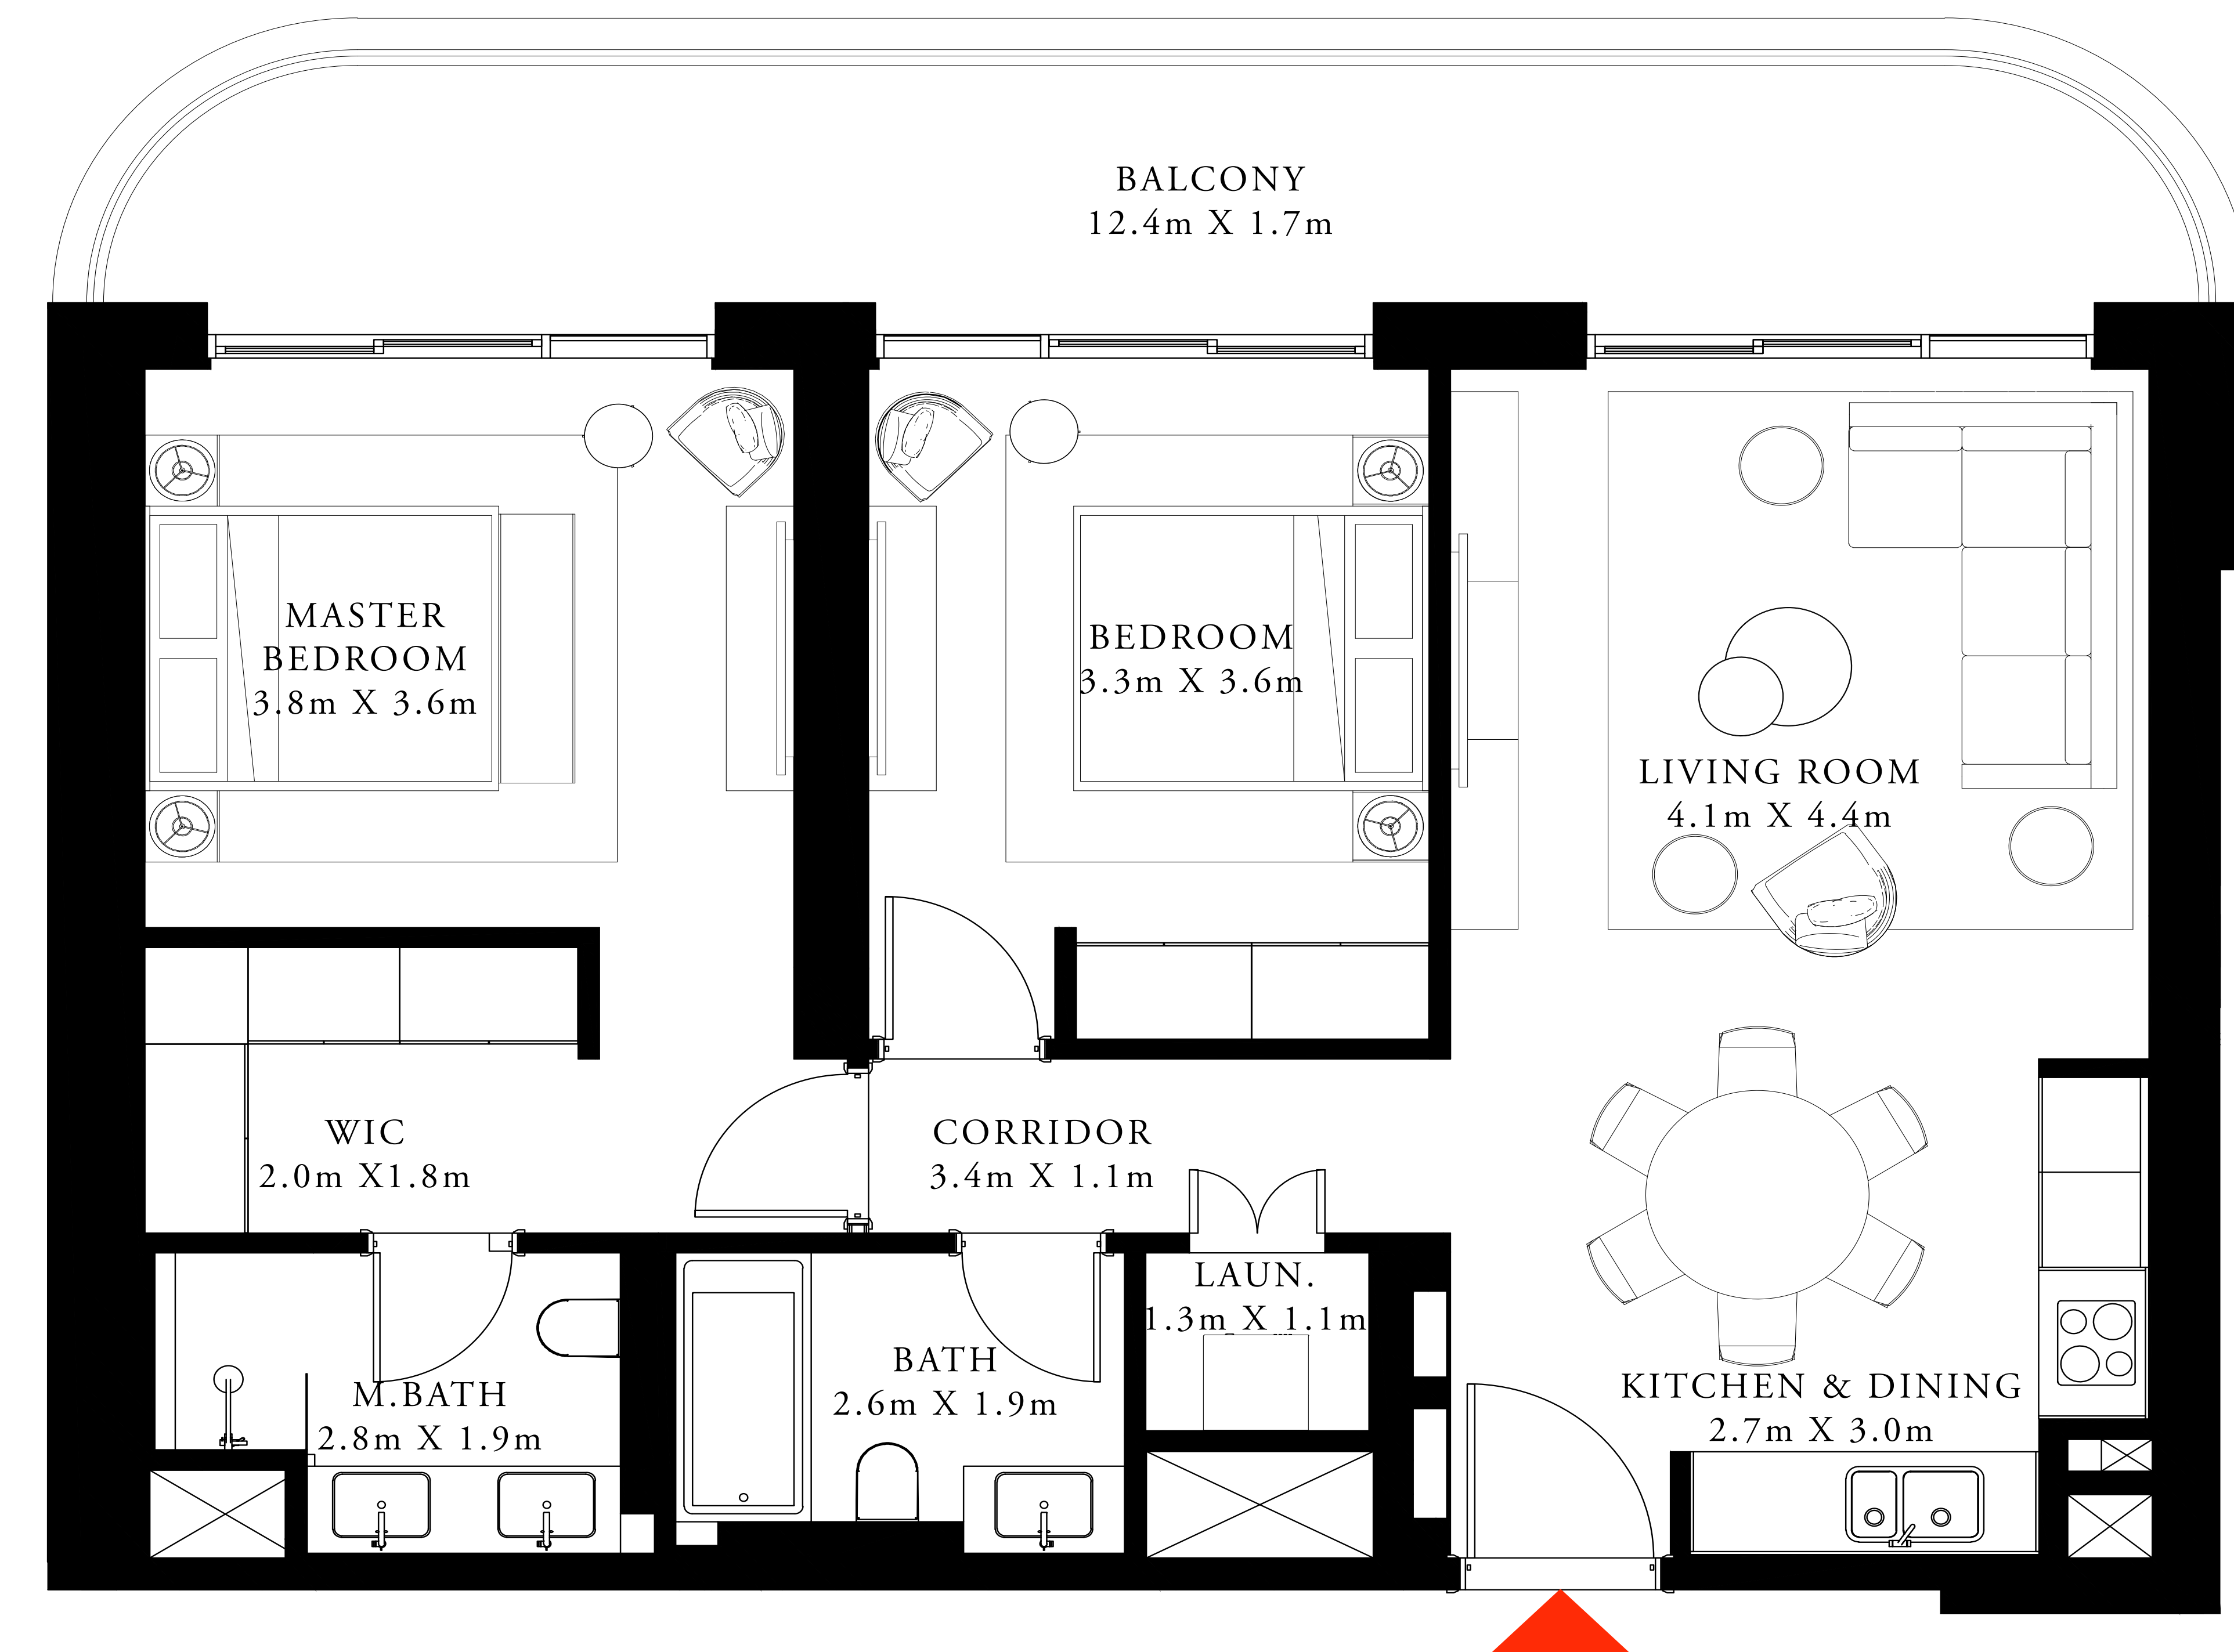 BALCONY
12.4m X 1.7m
MASTER
BEDROOM
3.8m X 3.6m
BEDROOM
3.3m X 3.6m
LIVING ROOM
4.1m X 4.4m
WIC
2.0m X1.8m
CORRIDOR
3.4m X 1.1m
LAUN.
1.3m X 1.1m
BATH
2.6m X 1.9m
M.BATH
2.8m X 1.9m
KITCHEN & DINING
2.7m X 3.0m